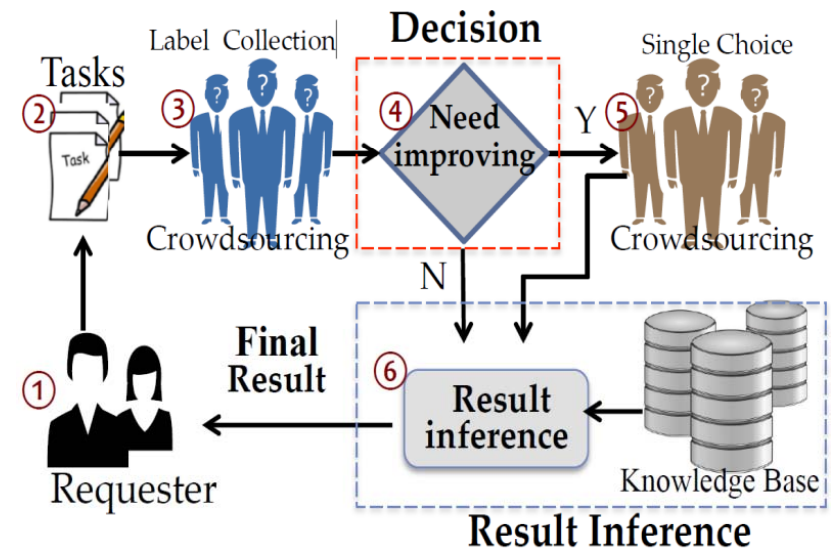 Label Collection
Decision
Single Choice
Tasks
2
Task
3
?
?
?
4
Need
improving
Y
5
?
?
?
Crowdsourcing
Crowdsourcing
N
1
Final
Result
6
Result
inference
Requester
Knowledge Base
Result Inference